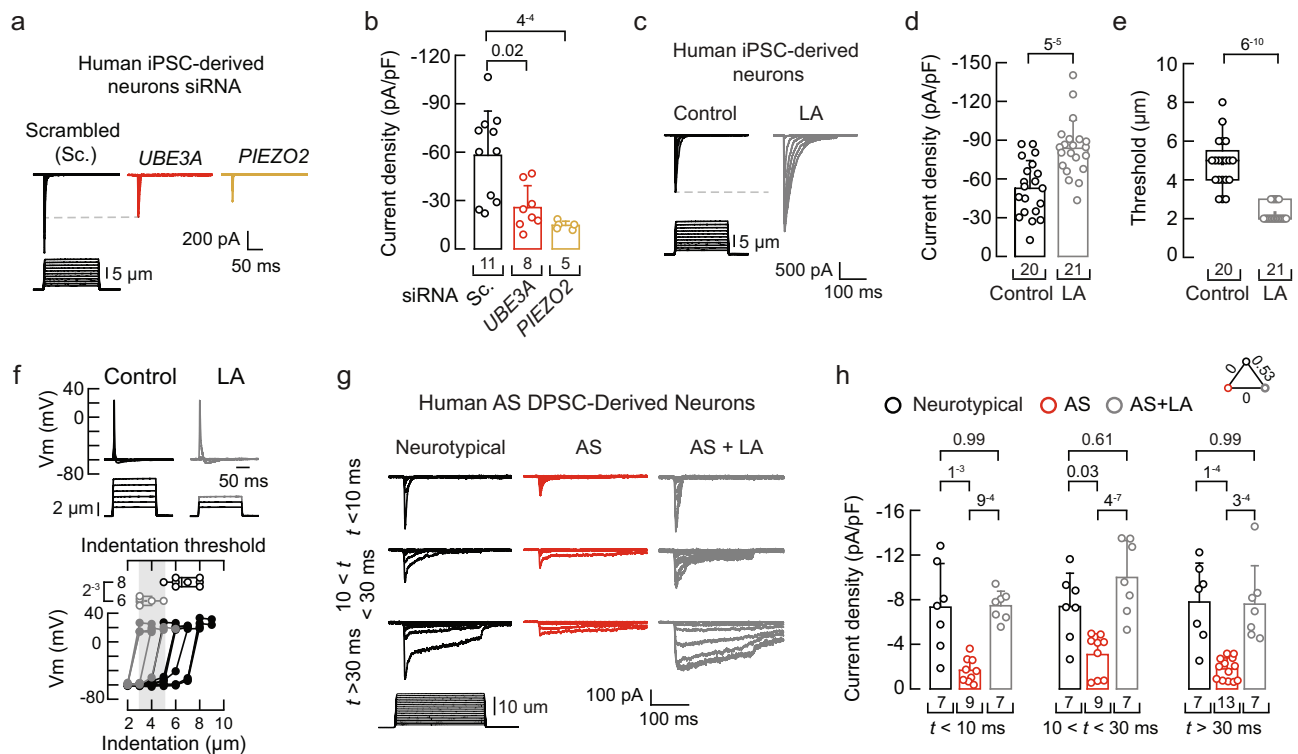 a
Human iPSC-derived
neurons siRNA
Scrambled
(Sc.)
UBE3A
PIEZO2
200 pA
50 ms
5 µm
b
Current density (pA/pF)
-120
-90
-60
-30
0
4-4
0.02
11
8
5
siRNA
Sc.
UBE3A
PIEZO2
c
Human iPSC-derived
neurons
Control
LA
5 µm
500 pA
100 ms
d
Current density (pA/pF)
-150
-120
-90
-60
-30
0
5-5
20
21
Control
LA
e
Threshold (µm)
10
8
6
4
2
0
6-10
20
21
Control
LA
f
Control
LA
Vm (mV)
40
0
-80
50 ms
2 µm
Indentation threshold
2-3
8
6
Vm (mV)
40
0
-80
2
4
6
8
10
Indentation (µm)
g
Human AS DPSC-Derived Neurons
Neurotypical
AS
AS + LA
t <10 ms
10 < t
< 30 ms
t >30 ms
10 um
100 pA
100 ms
h
0
0.53
0
Neurotypical
AS
AS+LA
Current density (pA/pF)
-16
-12
-8
-4
0
0.99
1-3
9-4
0.61
0.03
4-7
0.99
1-4
3-4
7
9
7
7
9
7
7
13
7
t < 10 ms
10 < t < 30 ms
t > 30 ms